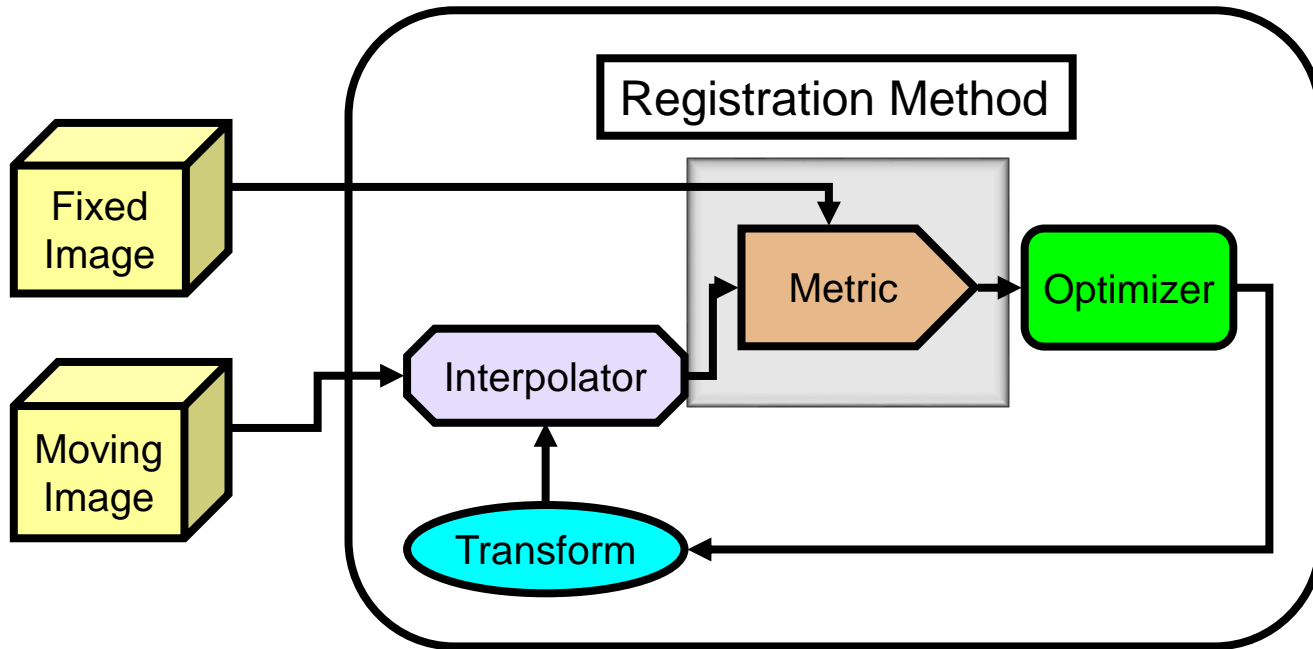 Registration Method
Fixed
Image
Metric
Optimizer
Interpolator
Moving
Image
Transform